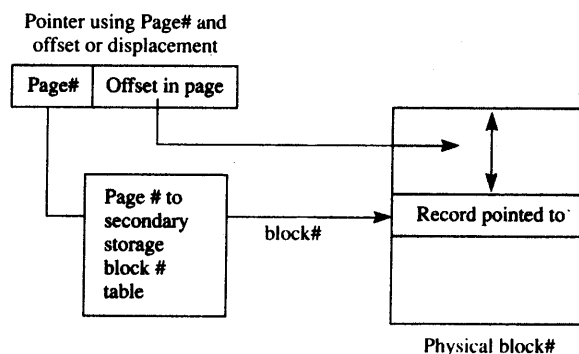 Pointer using Page# and
offset or displacement
Page# Offset in page
Page # to
secondary
storage
block #
table
block#
Record pointed to
Physical block#